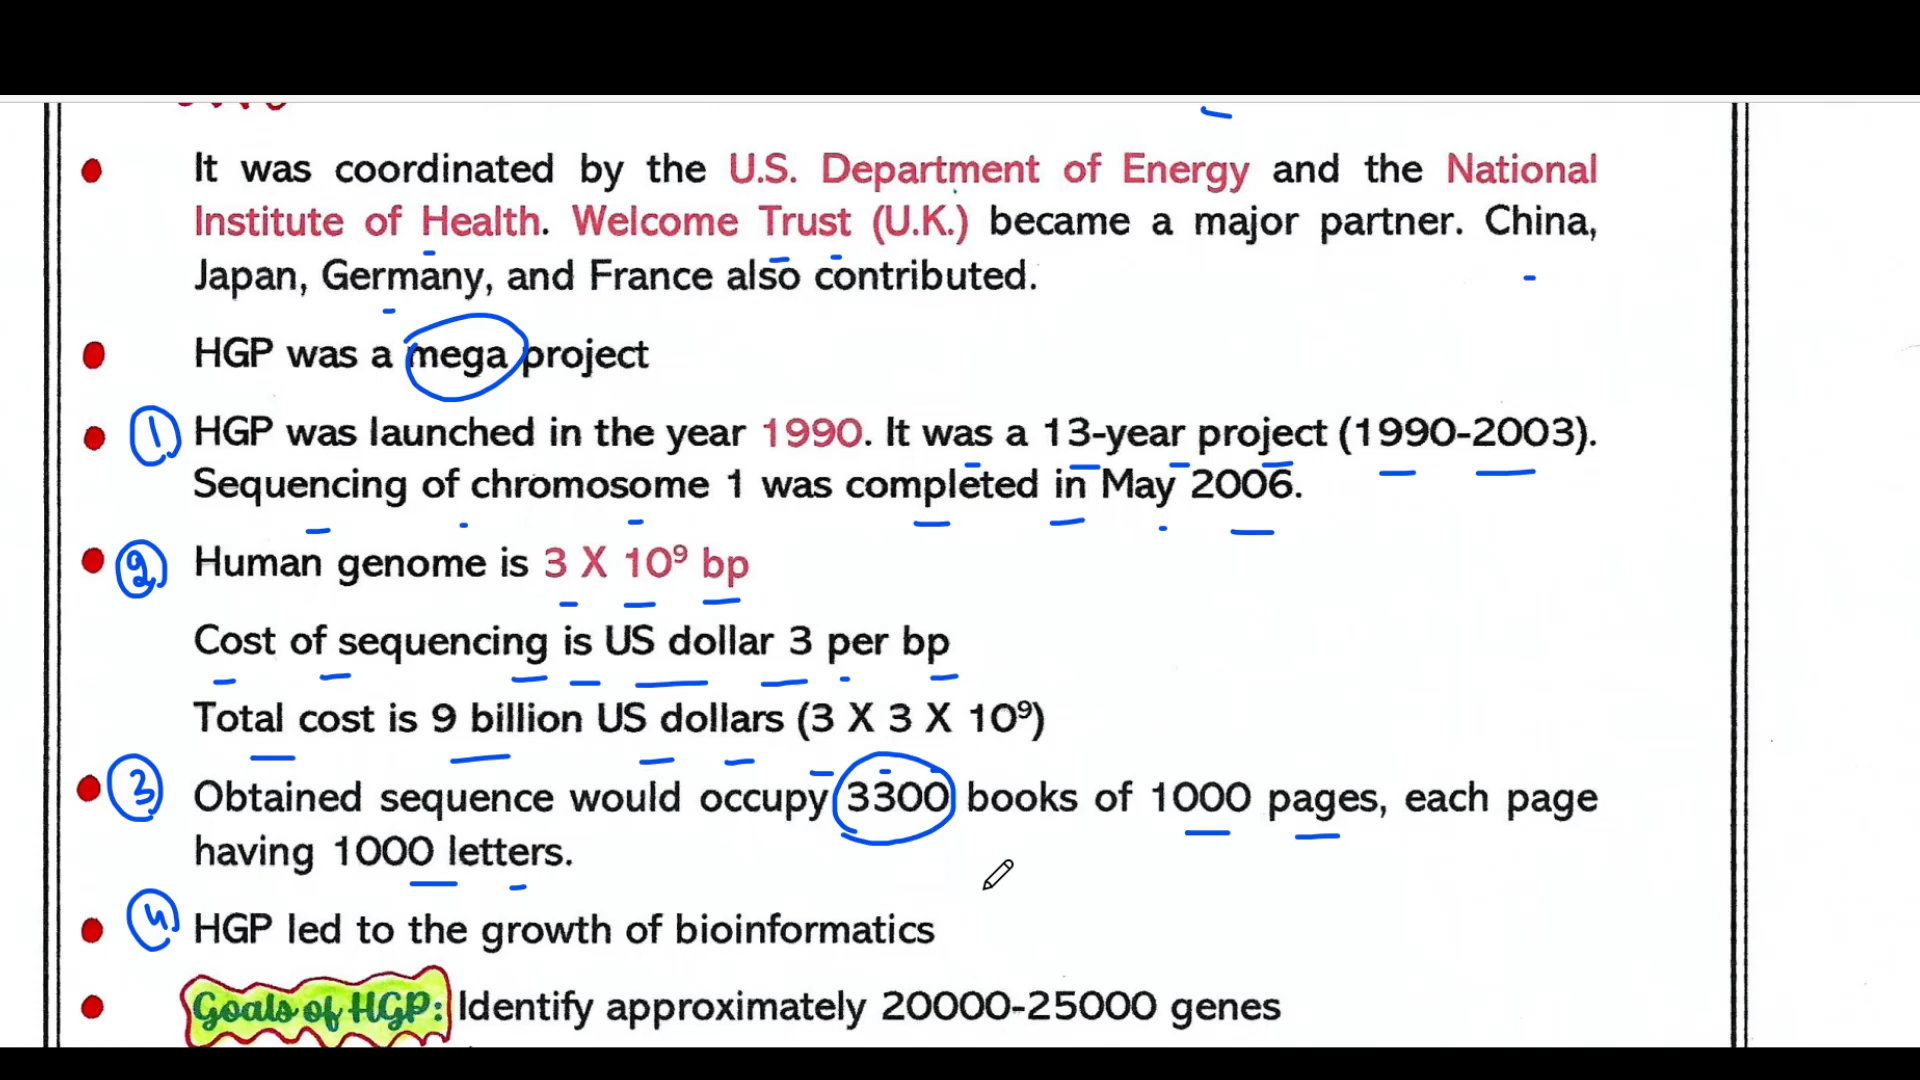 It was coordinated by the U.S. Department of Energy and the National
Institute of Health. Welcome Trust (U.K.) became a major partner. China,
Japan, Germany, and France also contributed.
HGP was a mega project
1 HGP was launched in the year 1990. It was a 13-year project (1990-2003).
Sequencing of chromosome 1 was completed in May 2006.
2 Human genome is 3 X 10⁹ bp
Cost of sequencing is US dollar 3 per bp
Total cost is 9 billion US dollars (3 X 3 X 10⁹)
3 Obtained sequence would occupy 3300 books of 1000 pages, each page
having 1000 letters.
4 HGP led to the growth of bioinformatics
Goals of HGP: Identify approximately 20000-25000 genes